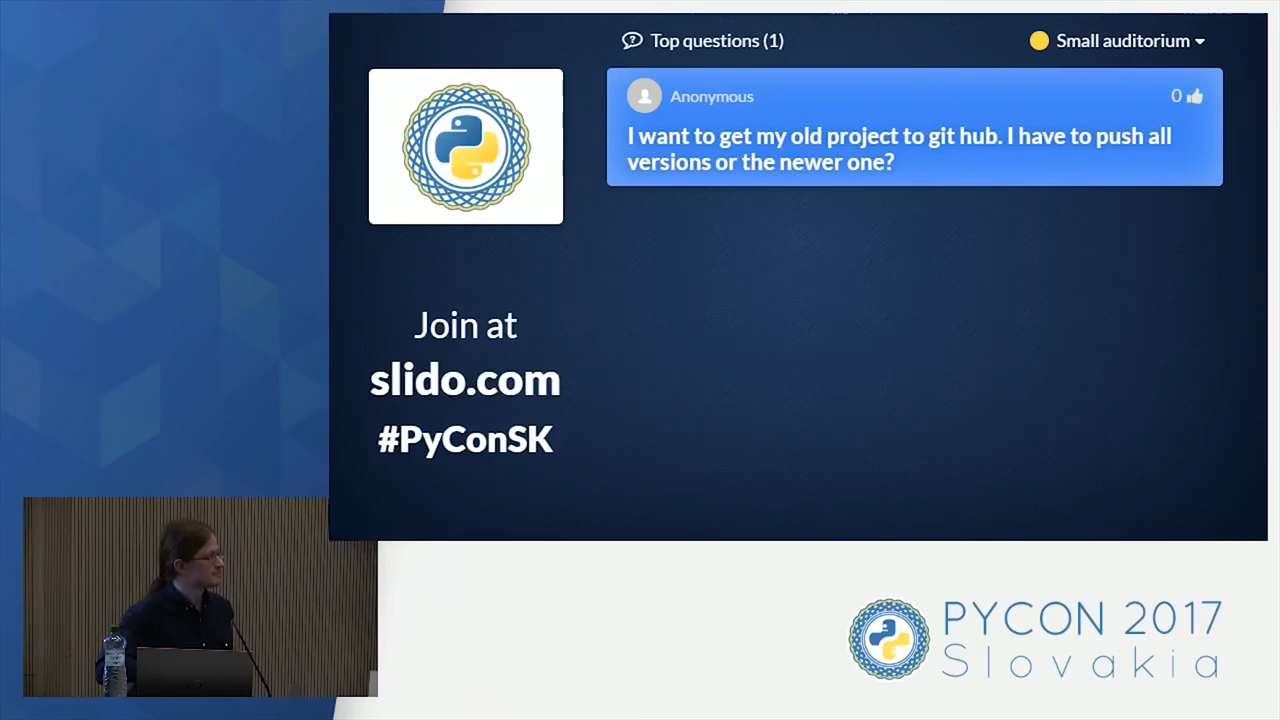 Top questions (1)
Small auditorium
Anonymous
0
I want to get my old project to git hub. I have to push all
versions or the newer one?
Join at
slido.com
#PyConSK
PYCON 2017
Slovakia